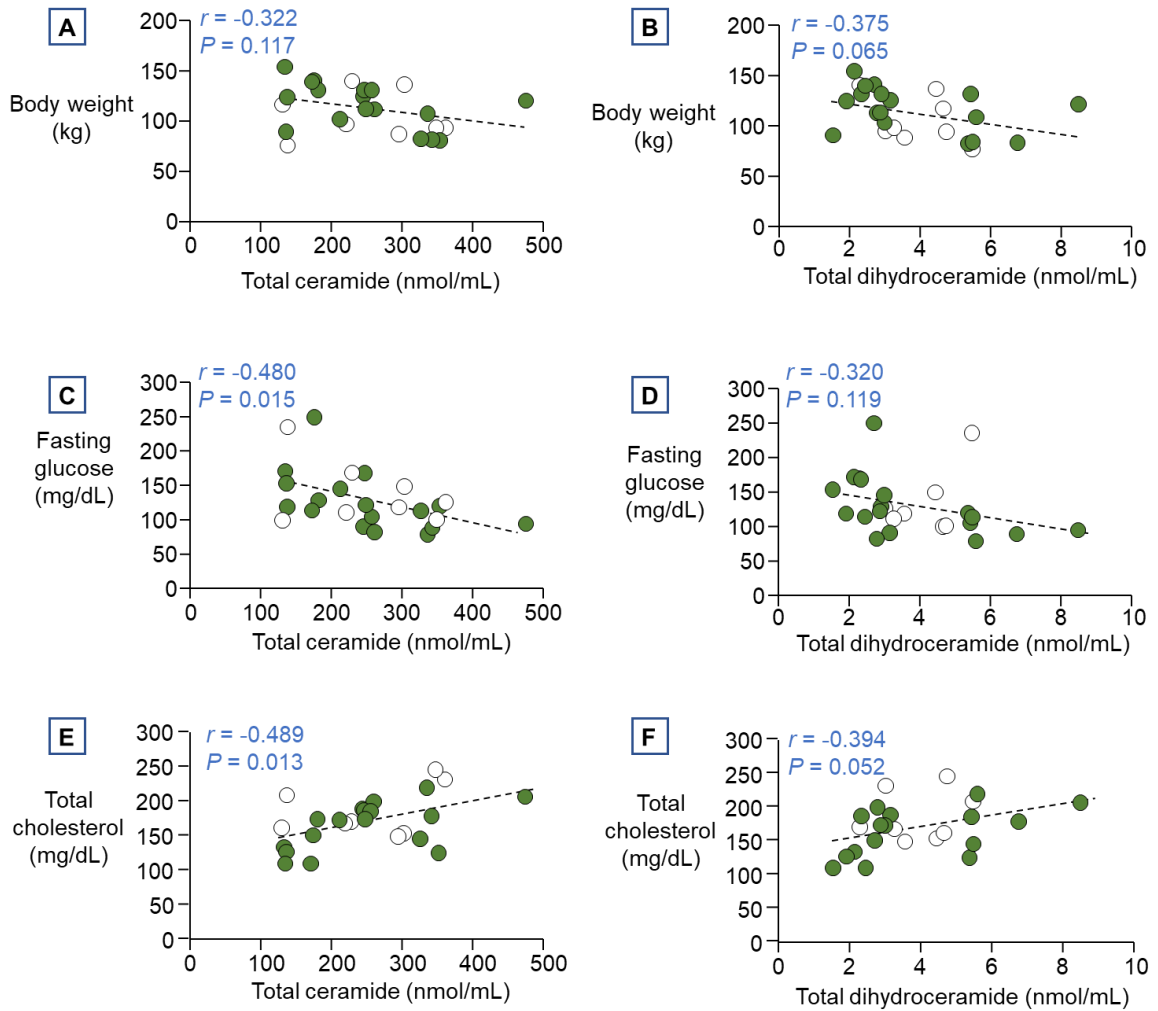 A
r = -0.322
P = 0.117
200
150
100
50
0
Body weight
(kg)
0 100 200 300 400 500
Total ceramide (nmol/mL)
B
r = -0.375
P = 0.065
200
150
100
50
0
Body weight
(kg)
0 2 4 6 8 10
Total dihydroceramide (nmol/mL)
C
r = -0.480
P = 0.015
300
250
200
150
100
50
0
Fasting
glucose
(mg/dL)
0 100 200 300 400 500
Total ceramide (nmol/mL)
D
r = -0.320
P = 0.119
300
250
200
150
100
50
0
Fasting
glucose
(mg/dL)
0 2 4 6 8 10
Total dihydroceramide (nmol/mL)
E
r = -0.489
P = 0.013
300
250
200
150
100
50
0
Total
cholesterol
(mg/dL)
0 100 200 300 400 500
Total ceramide (nmol/mL)
F
r = -0.394
P = 0.052
300
250
200
150
100
50
0
Total
cholesterol
(mg/dL)
0 2 4 6 8 10
Total dihydroceramide (nmol/mL)